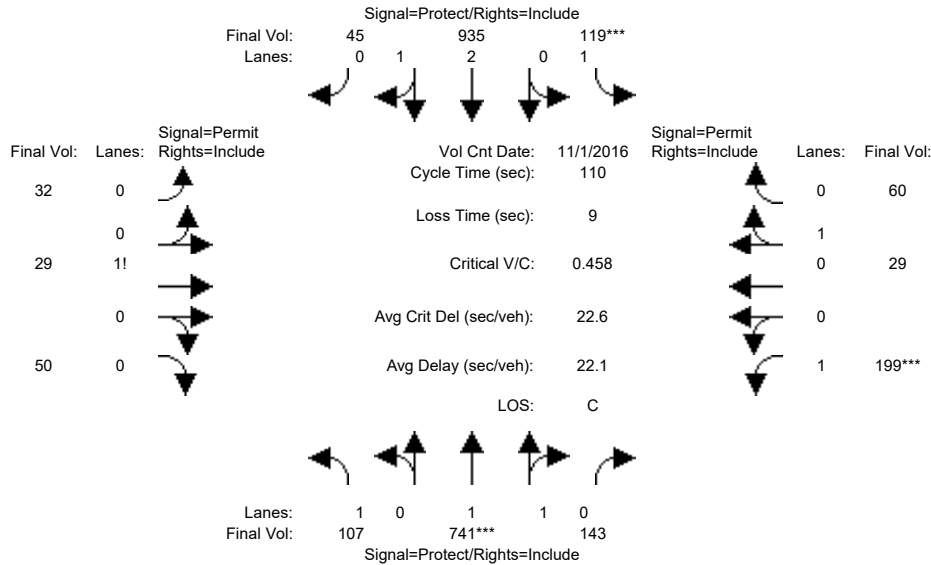 Signal=Protect/Rights=Include
Final Vol: 45 935 119***
Lanes: 0 1 2 0 1
Signal=Permit Signal=Permit
Final Vol: Lanes: Rights=Include Vol Cnt Date: 11/1/2016 Rights=Include Lanes: Final Vol:
Cycle Time (sec): 110
32 0 0 60
Loss Time (sec): 9
0 1
29 1! Critical V/C: 0.458 0 29
0 Avg Crit Del (sec/veh): 22.6 0
50 0 Avg Delay (sec/veh): 22.1 1 199***
LOS: C
Lanes: 1 0 1 1 0
Final Vol: 107 741*** 143
Signal=Protect/Rights=Include